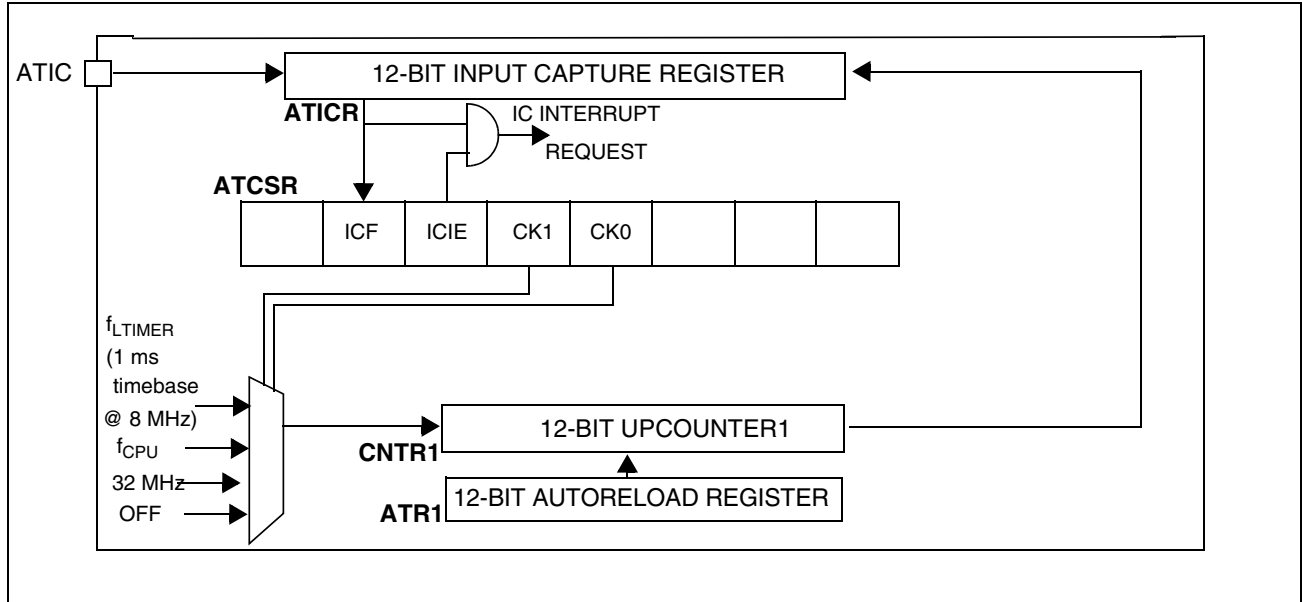 ATIC
12-BIT INPUT CAPTURE REGISTER
ATICR
IC INTERRUPT
REQUEST
ATCSR
ICF
ICIE
CK1
CK0
fLTIMER
(1 ms
timebase
@ 8 MHz)
fCPU
32 MHz
OFF
12-BIT UPCOUNTER1
CNTR1
12-BIT AUTORELOAD REGISTER
ATR1